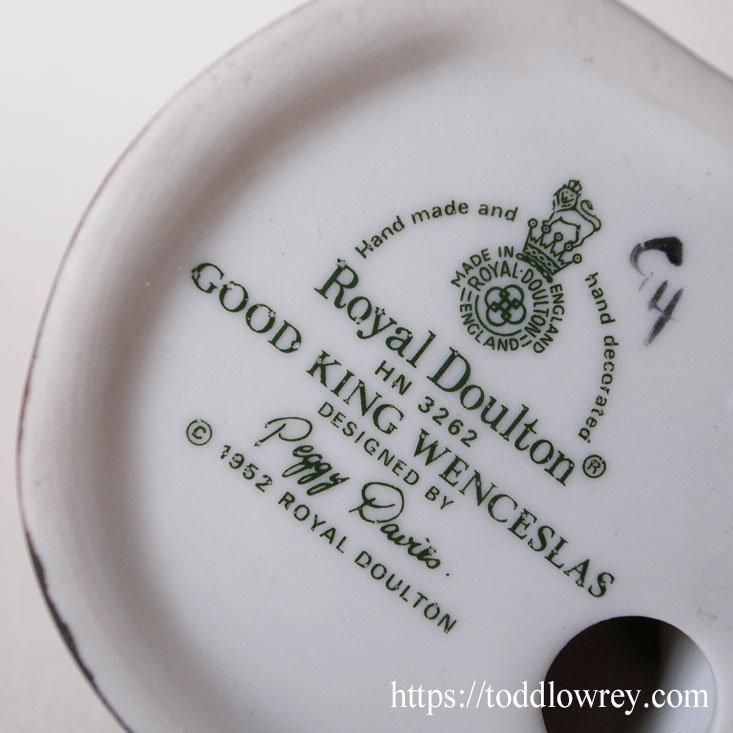 Hand made and hand decorated
MADE IN ENGLAND
ROYAL·DOULTON
ENGLAND
Royal Doulton®
HN 3262
GOOD KING WENCESLAS
DESIGNED BY
Peggy Davies.
© 1952 ROYAL DOULTON
C4
https://toddlowrey.com